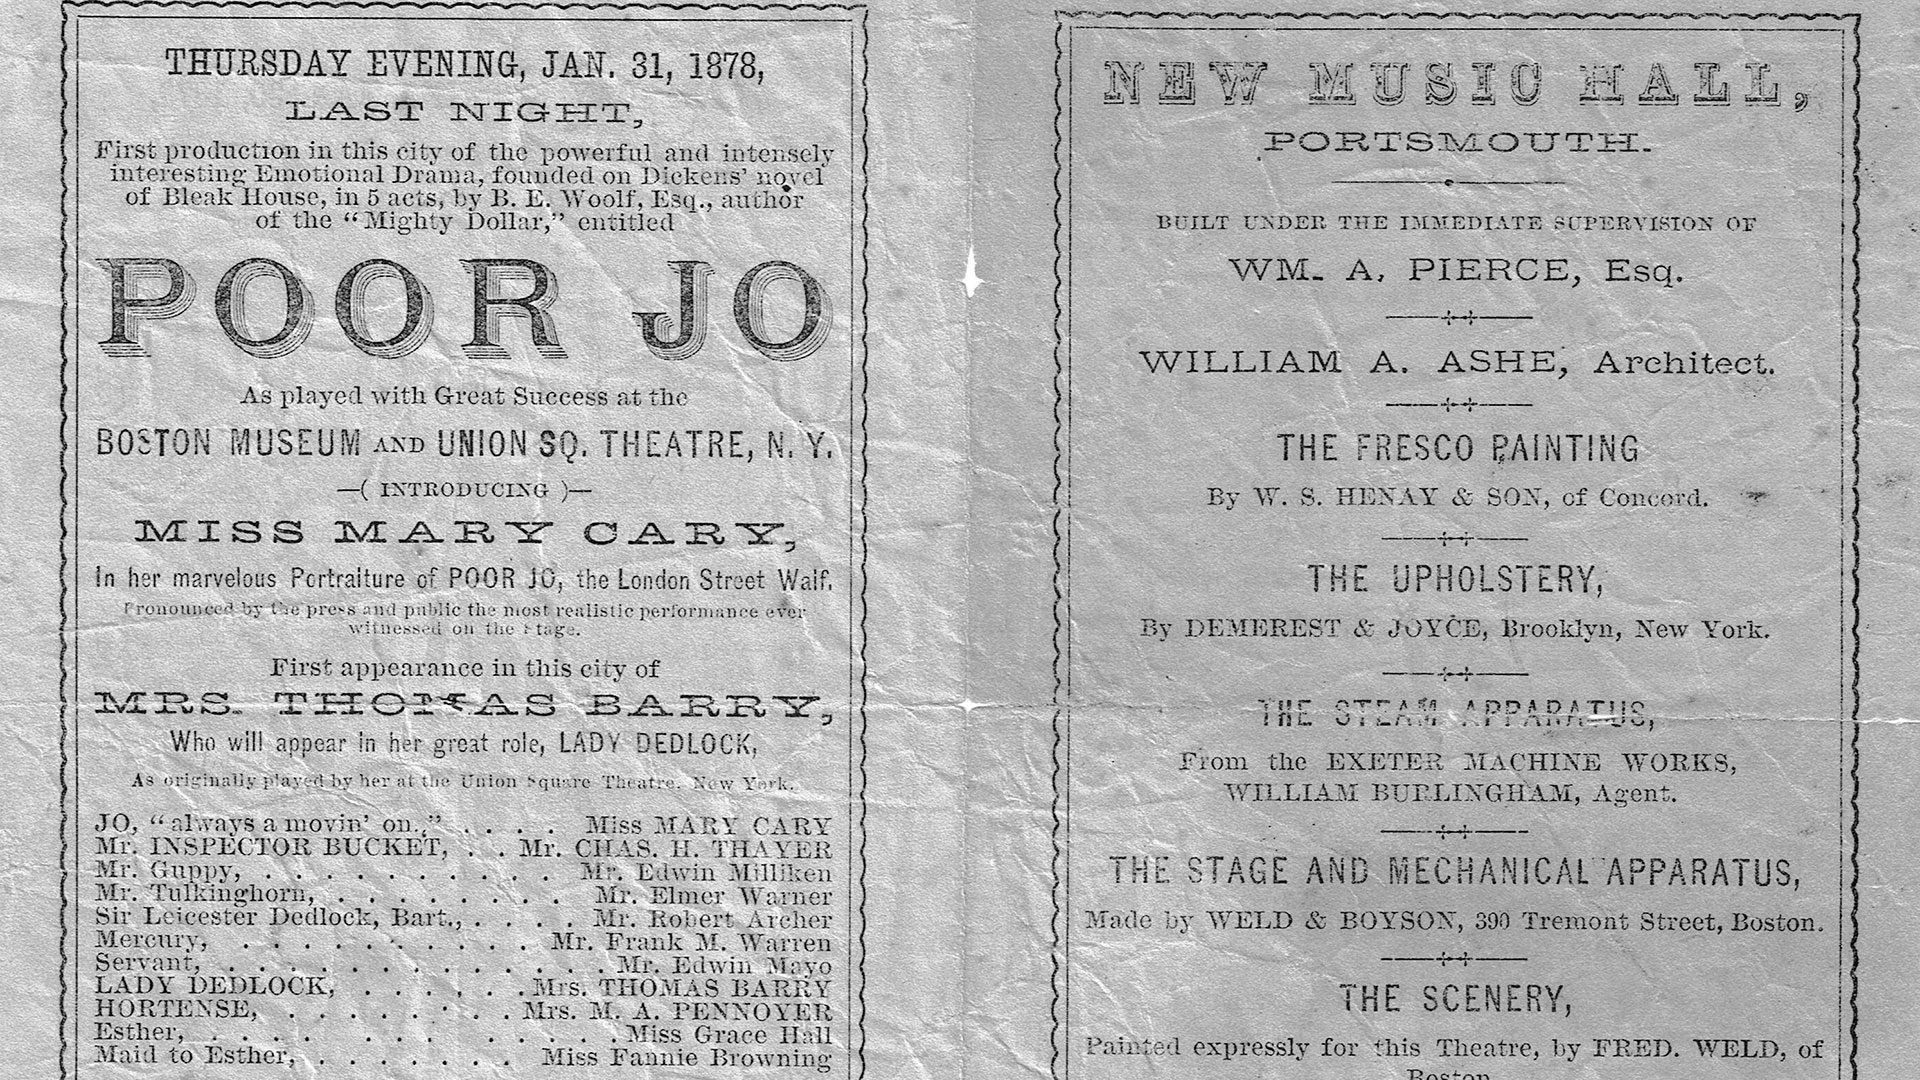 THURSDAY EVENING, JAN. 31, 1878,
LAST NIGHT,
First production in this city of the powerful and intensely
interesting Emotional Drama, founded on Dickens' novel
of Bleak House, in 5 acts, by B. E. Woolf, Esq., author
of the "Mighty Dollar," entitled
POOR JO
As played with Great Success at the
BOSTON MUSEUM AND UNION SQ. THEATRE, N. Y.
—( INTRODUCING )—
MISS MARY CARY,
In her marvelous Portraiture of POOR JO, the London Street Waif.
Pronounced by the press and public the most realistic performance ever
witnessed on the stage.
First appearance in this city of
MRS. THOMAS BARRY,
Who will appear in her great role, LADY DEDLOCK,
As originally played by her at the Union Square Theatre, New York.
JO, "always a movin' on.," . . . . Miss MARY CARY
Mr. INSPECTOR BUCKET, . . Mr. CHAS. H. THAYER
Mr. Guppy, . . . . . . . . . . Mr. Edwin Milliken
Mr. Tulkinghorn, . . . . . . . . Mr. Elmer Warner
Sir Leicester Dedlock, Bart., . . . . Mr. Robert Archer
Mercury, . . . . . . . . . . Mr. Frank M. Warren
Servant, . . . . . . . . . . . . . . Mr. Edwin Mayo
LADY DEDLOCK, . . . . . . Mrs. THOMAS BARRY
HORTENSE, . . . . . . . . Mrs. M. A. PENNOYER
Esther, . . . . . . . . . . . . . . Miss Grace Hall
Maid to Esther, . . . . . . . Miss Fannie Browning
NEW MUSIC HALL,
PORTSMOUTH.
BUILT UNDER THE IMMEDIATE SUPERVISION OF
WM. A. PIERCE, Esq.
WILLIAM A. ASHE, Architect.
THE FRESCO PAINTING
By W. S. HENAY & SON, of Concord.
THE UPHOLSTERY,
By DEMEREST & JOYCE, Brooklyn, New York.
THE STEAM APPARATUS,
From the EXETER MACHINE WORKS,
WILLIAM BURLINGHAM, Agent.
THE STAGE AND MECHANICAL APPARATUS,
Made by WELD & BOYSON, 390 Tremont Street, Boston.
THE SCENERY,
Painted expressly for this Theatre, by FRED. WELD, of
Boston.